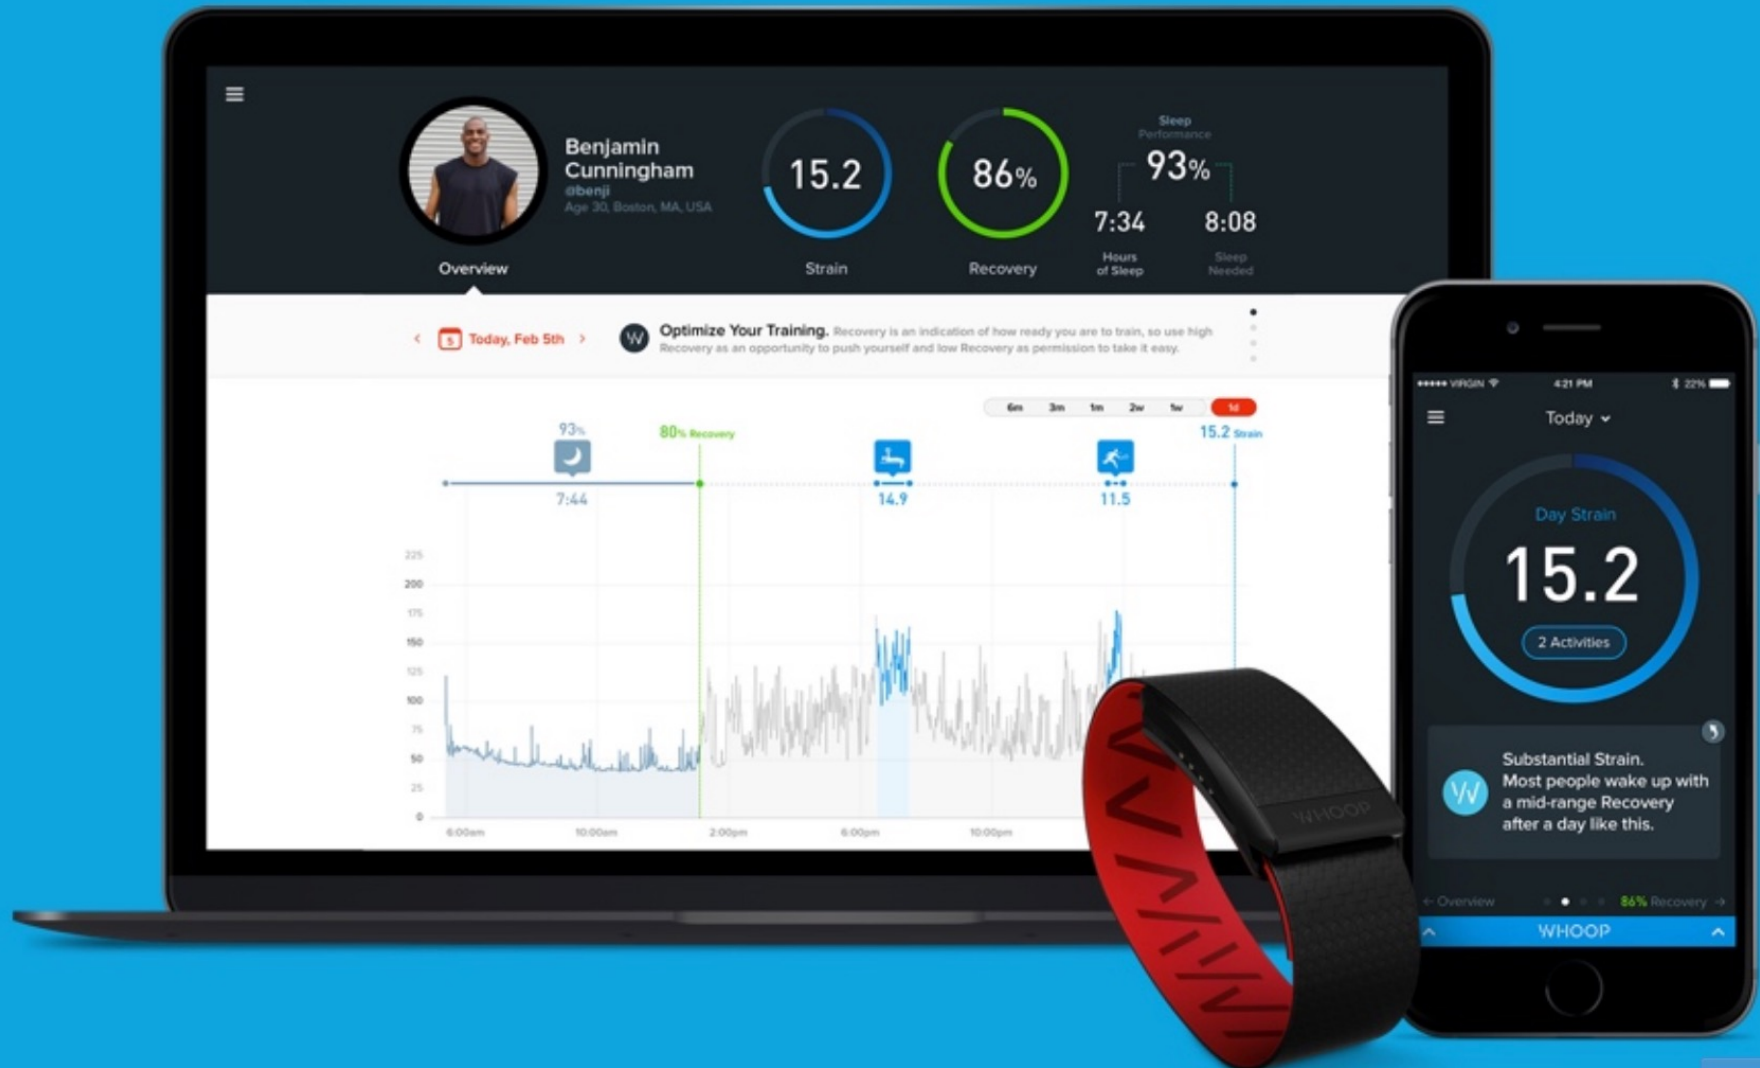 Benjamin
Cunningham
@benji
Age 30, Boston, MA, USA
Overview
15.2
Strain
86%
Recovery
Sleep
Performance
93%
7:34
8:08
Hours
of Sleep
Sleep
Needed
5
Today, Feb 5th
W
Optimize Your Training. Recovery is an indication of how ready you are to train, so use high
Recovery as an opportunity to push yourself and low Recovery as permission to take it easy.
6m 3m 1m 2w 1w 1d
93%
80% Recovery
15.2 Strain
7:44
14.9
11.5
225
200
175
150
125
100
75
50
25
0
6:00am 10:00am 2:00pm 6:00pm 10:00pm
WHOOP
VIRGIN 4:21 PM 22%
Today
Day Strain
15.2
2 Activities
W
Substantial Strain.
Most people wake up with
a mid-range Recovery
after a day like this.
← Overview 86% Recovery →
WHOOP